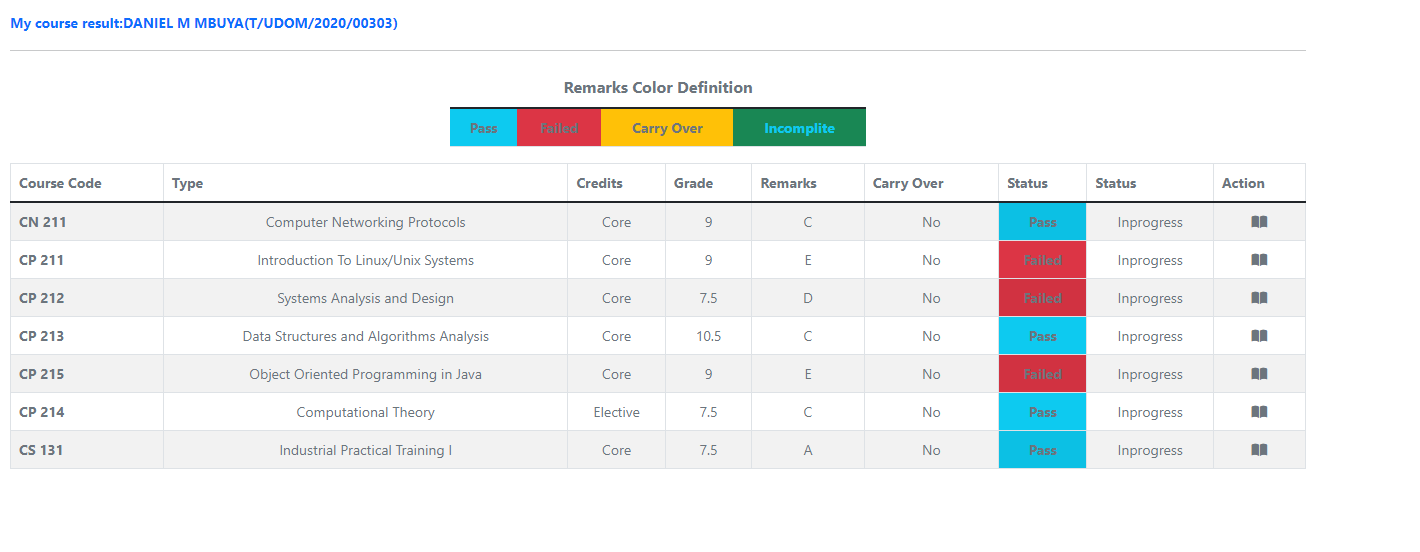 My course result:DANIEL M MBUYA(T/UDOM/2020/00303)
Remarks Color Definition
Pass Failed Carry Over Incomplite
Course Code Type Credits Grade Remarks Carry Over Status Status Action
CN 211 Computer Networking Protocols Core 9 C No Pass Inprogress
CP 211 Introduction To Linux/Unix Systems Core 9 E No Failed Inprogress
CP 212 Systems Analysis and Design Core 7.5 D No Failed Inprogress
CP 213 Data Structures and Algorithms Analysis Core 10.5 C No Pass Inprogress
CP 215 Object Oriented Programming in Java Core 9 E No Failed Inprogress
CP 214 Computational Theory Elective 7.5 C No Pass Inprogress
CS 131 Industrial Practical Training I Core 7.5 A No Pass Inprogress